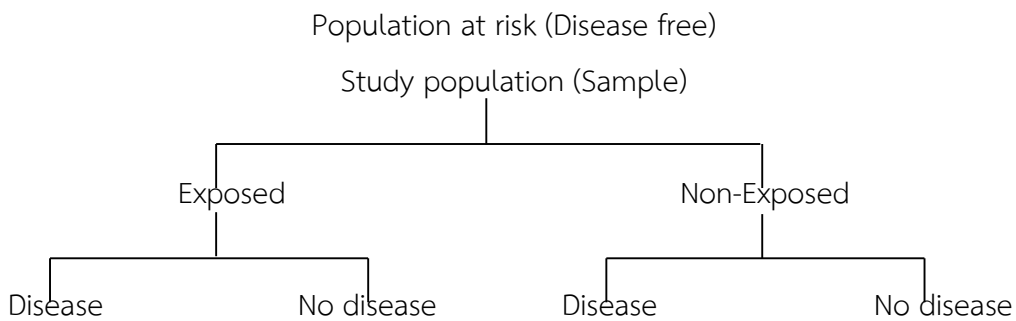 Population at risk (Disease free)
Study population (Sample)
Exposed
Non-Exposed
Disease
No disease
Disease
No disease